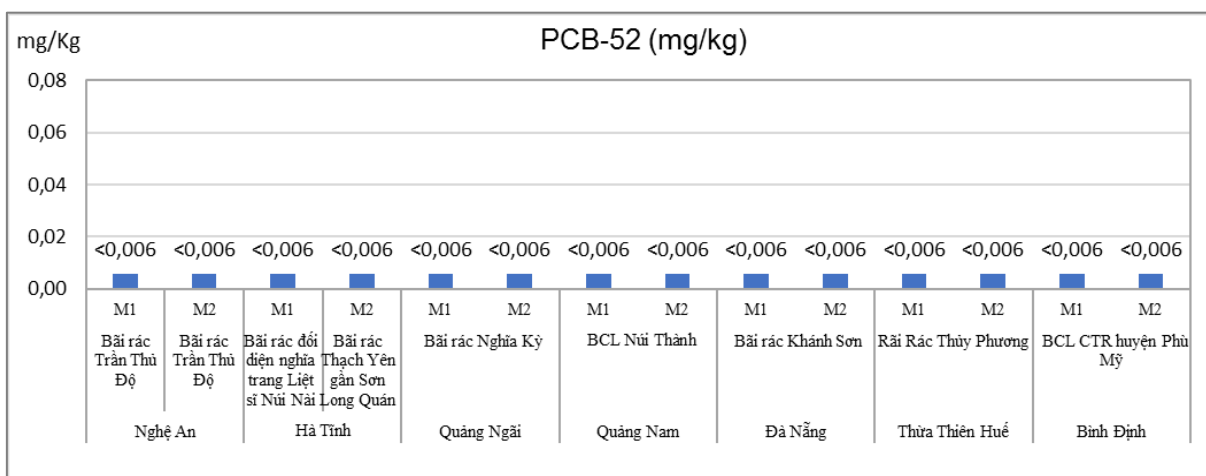 PCB-52 (mg/kg)
mg/Kg
0,08
0,06
0,04
0,02
0,00
<0,006 <0,006 <0,006 <0,006 <0,006 <0,006 <0,006 <0,006 <0,006 <0,006 <0,006 <0,006 <0,006 <0,006
M1 M2 M1 M2 M1 M2 M1 M2 M1 M2 M1 M2 M1 M2
Bãi rác
Trần Thủ
Độ
Bãi rác
Trần Thủ
Độ
Bãi rác đối
diện nghĩa
trang Liệt
sĩ Núi Nài
Bãi rác
Thạch Yên
gần Sơn
Long Quán
Bãi rác Nghĩa Kỳ
BCL Núi Thành
Bãi rác Khánh Sơn
Rãi Rác Thủy Phương
BCL CTR huyện Phù
Mỹ
Nghệ An
Hà Tĩnh
Quảng Ngãi
Quảng Nam
Đà Nẵng
Thừa Thiên Huế
Bình Định